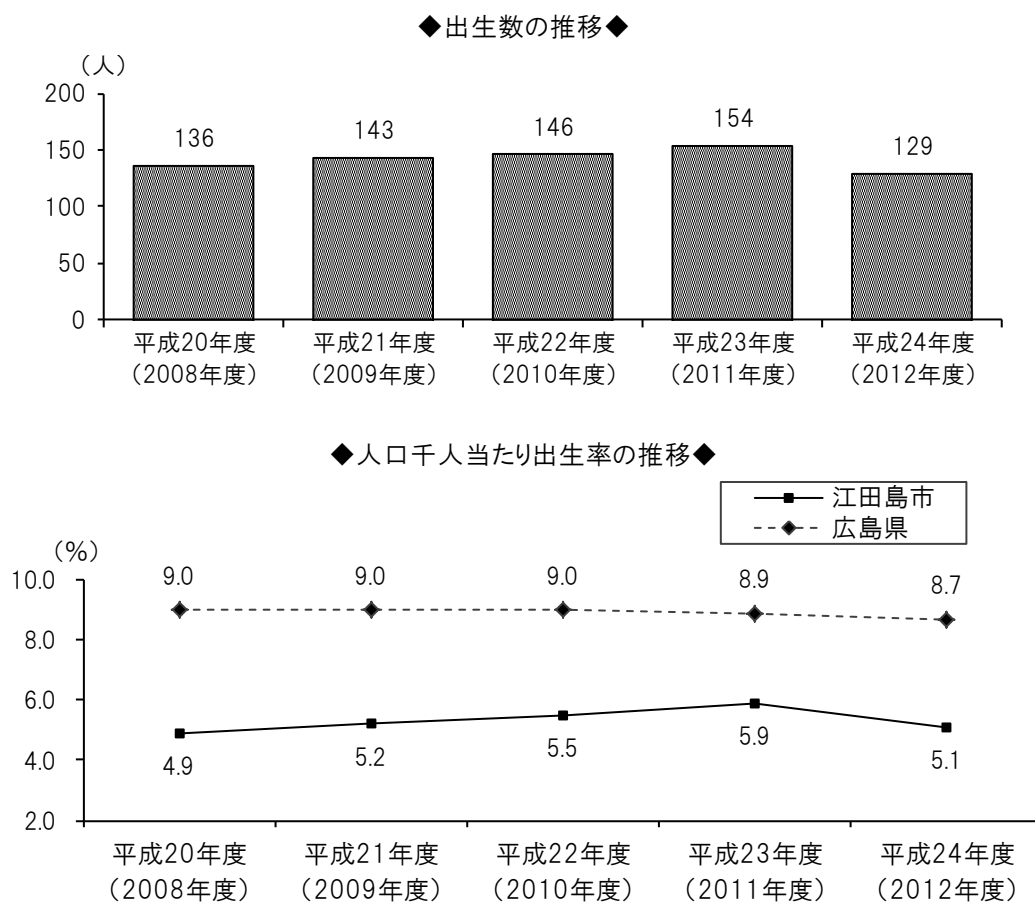 ◆出生数の推移◆
（人）
200
150
100
50
0
136
143
146
154
129
平成20年度
（2008年度）
平成21年度
（2009年度）
平成22年度
（2010年度）
平成23年度
（2011年度）
平成24年度
（2012年度）
◆人口千人当たり出生率の推移◆
江田島市
広島県
（%）
10.0
8.0
6.0
4.0
2.0
9.0
9.0
9.0
8.9
8.7
4.9
5.2
5.5
5.9
5.1
平成20年度
（2008年度）
平成21年度
（2009年度）
平成22年度
（2010年度）
平成23年度
（2011年度）
平成24年度
（2012年度）